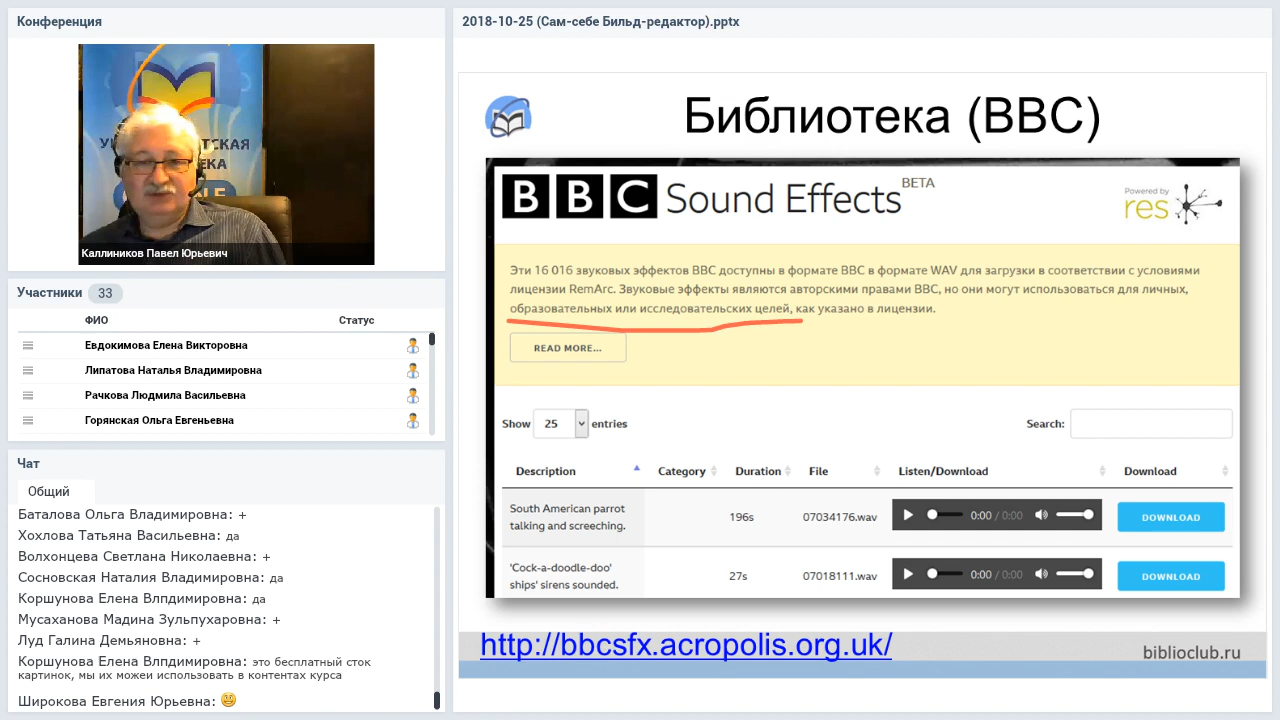 Конференция
Каллиников Павел Юрьевич
Участники 33
ФИО Статус
Евдокимова Елена Викторовна
Липатова Наталья Владимировна
Рачкова Людмила Васильевна
Горянская Ольга Евгеньевна
Чат
Общий
Баталова Ольга Владимировна: +
Хохлова Татьяна Васильевна: да
Волхонцева Светлана Николаевна: +
Сосновская Наталия Владимировна: да
Коршунова Елена Влпдимировна: да
Мусаханова Мадина Зульпухаровна: +
Луд Галина Демьяновна: +
Коршунова Елена Влпдимировна: это бесплатный сток
картинок, мы их можеи использовать в контентах курса
Широкова Евгения Юрьевна:
2018-10-25 (Сам-себе Бильд-редактор).pptx
Библиотека (BBC)
BBC Sound Effects BETA
Powered by
res
Эти 16 016 звуковых эффектов BBC доступны в формате BBC в формате WAV для загрузки в соответствии с условиями
лицензии RemArc. Звуковые эффекты являются авторскими правами BBC, но они могут использоваться для личных,
образовательных или исследовательских целей, как указано в лицензии.
READ MORE...
Show 25 entries Search:
Description Category Duration File Listen/Download Download
South American parrot
talking and screeching.
196s 07034176.wav 0:00 / 0:00 DOWNLOAD
'Cock-a-doodle-doo'
ships' sirens sounded.
27s 07018111.wav 0:00 / 0:00 DOWNLOAD
http://bbcsfx.acropolis.org.uk/
biblioclub.ru